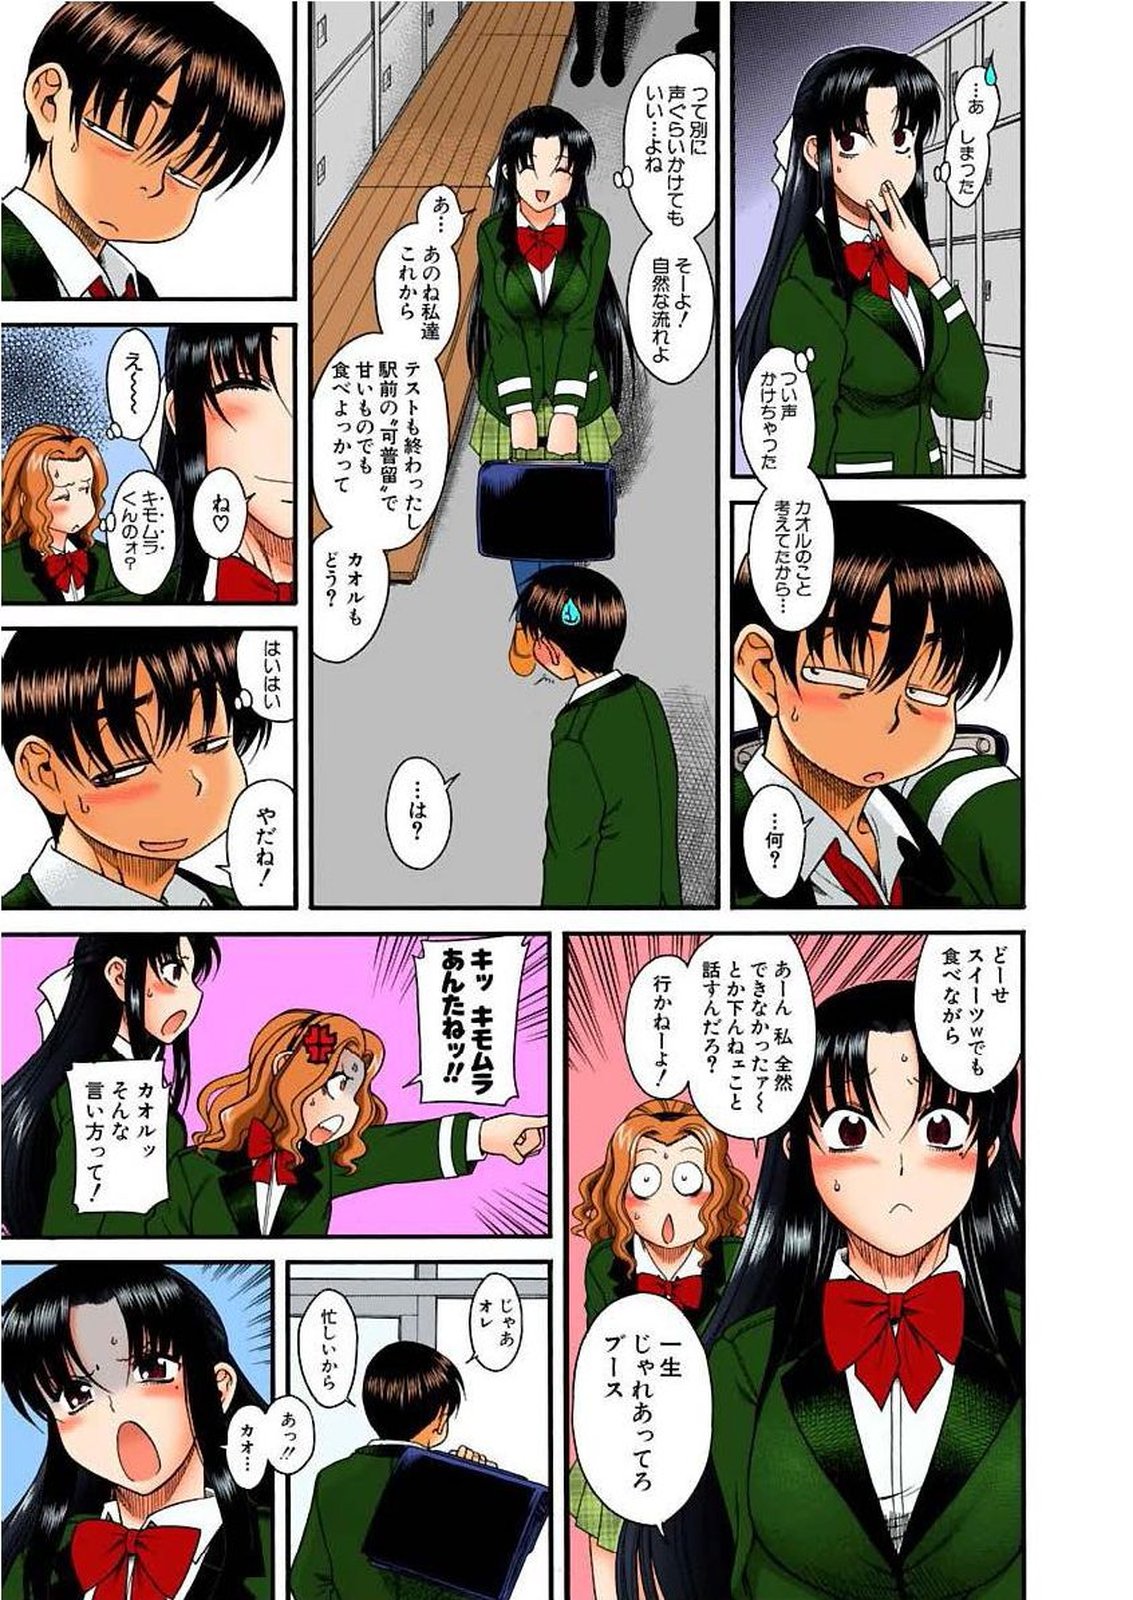 …あ しまった
つい声
かけちゃった
カオルのこと
考えてたから…
…何？
って別に
声ぐらいかけても
いい…よね
そーよ！
自然な流れよ
あ…
あのね私達
これから
テストも終わったし
駅前の〝可普留〟で
甘いものでも
食べよっかって
カオルも
どう？
…は？
え〜〜
ね♡
キモムラ
くんのォ？
はいはい
やだね！
どーせ
スイーツwでも
食べながら
あーん 私 全然
できなかったァ〜
とか下んねェこと
話すんだろ？
行かねーよ！
一生
じゃれあってろ
ブース
キッ キモムラ
あんたねッ!!
カオルッ
そんな
言い方って！
じゃあ
オレ
忙しいから
あっ!!
カオ…